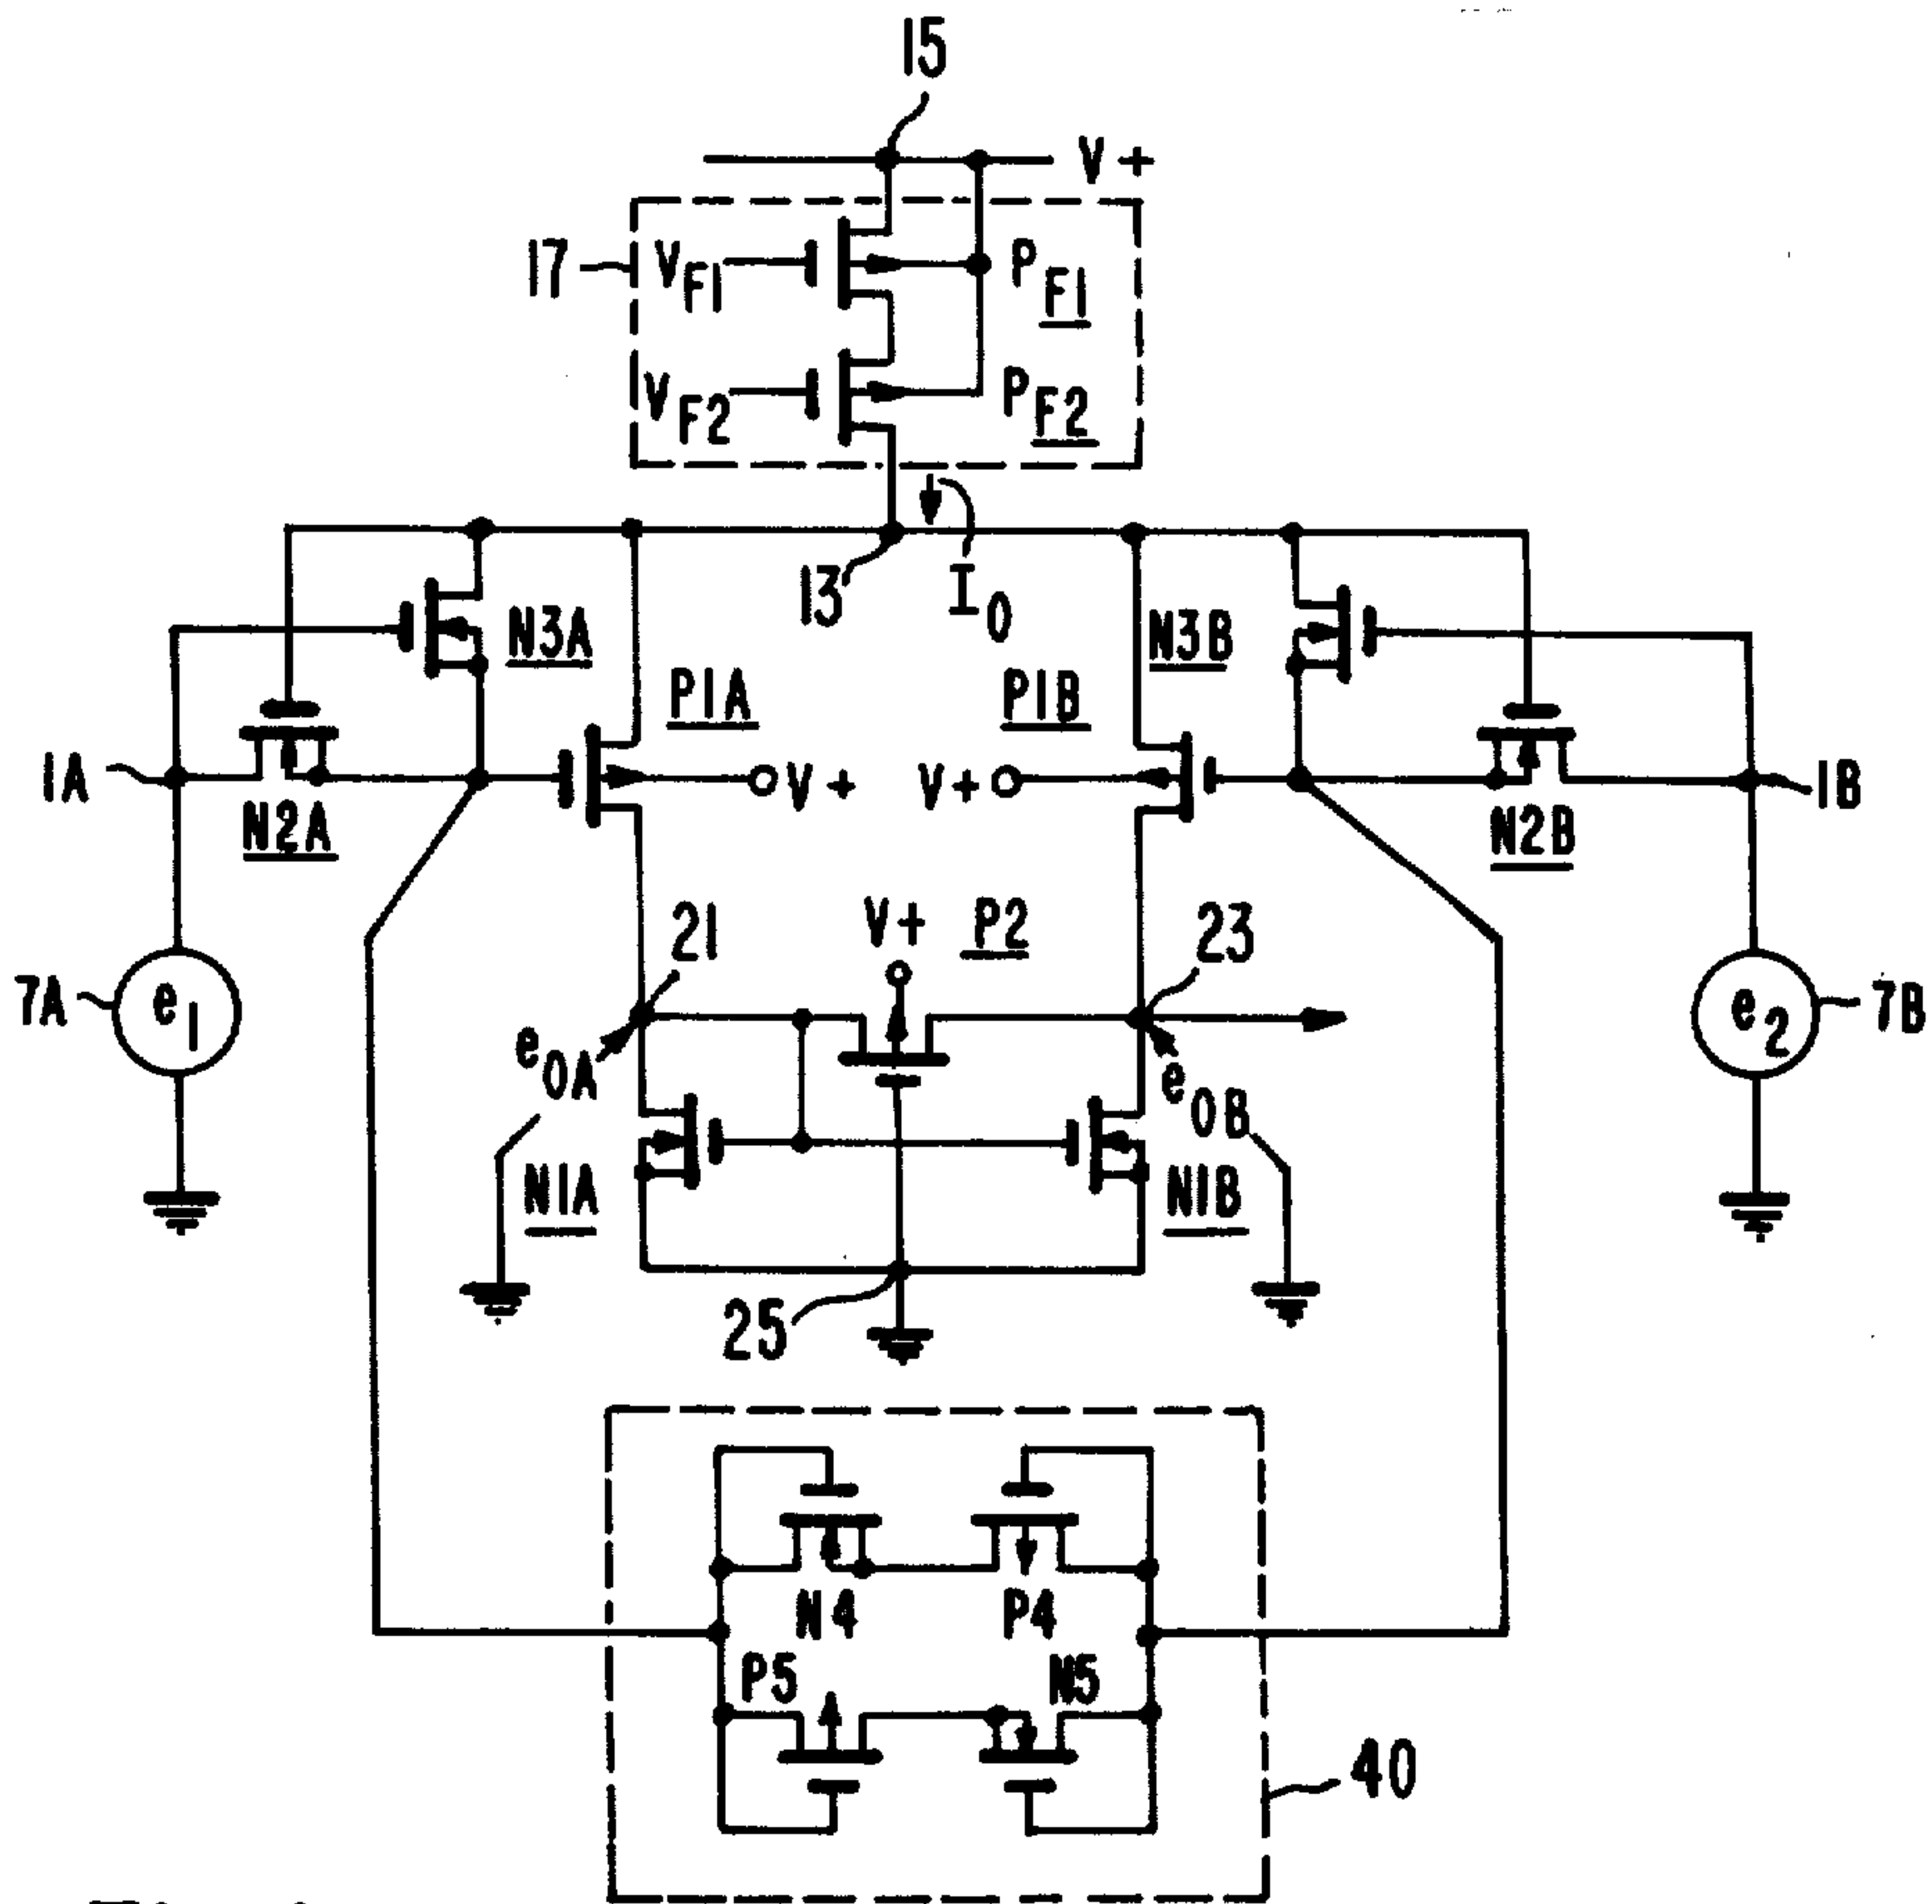 15
V+
17
VF1
PF1
VF2
PF2
13
I0
N3A
N3B
P1A
P1B
1A
V+
V+
1B
N2A
N2B
21
V+
P2
23
7A
e1
e0A
e0B
e2
7B
N1A
N1B
25
N4
P4
P5
N5
40